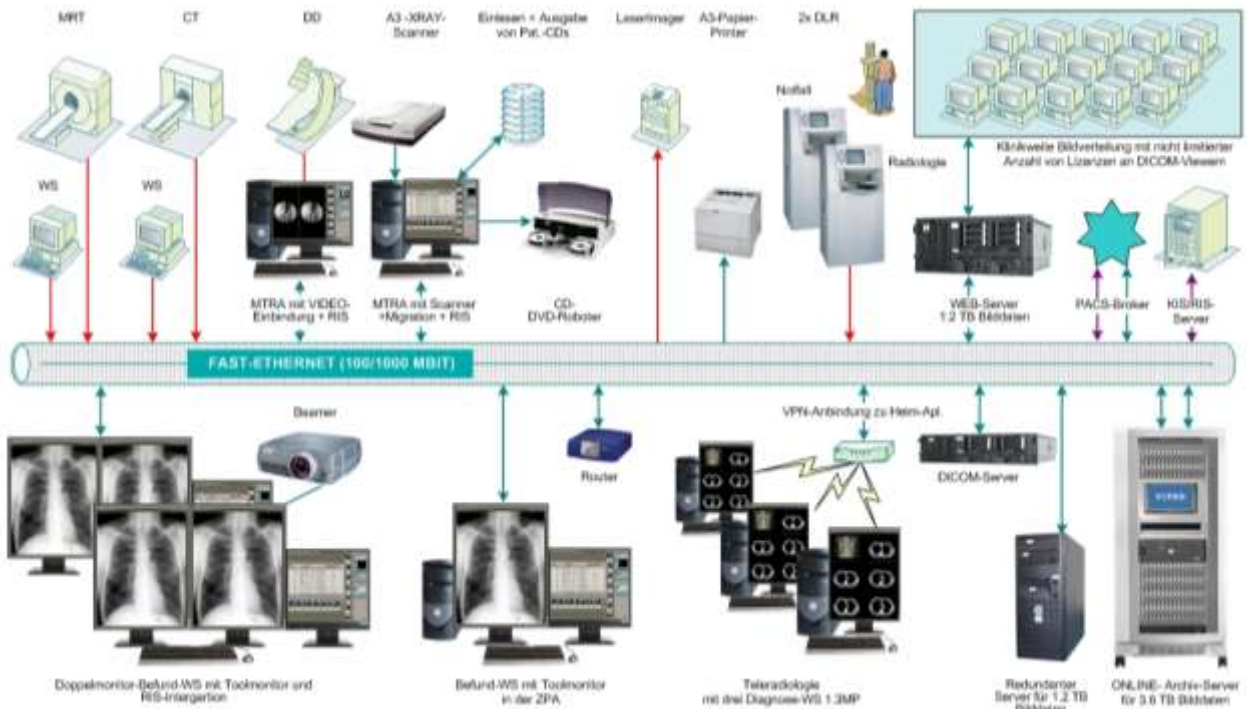 MRT
CT
DD
A3 -XRAY-
Scanner
Einlesen + Ausgabe
von Pat.-CDs
Laserimager
A3-Papier-
Printer
2x DLR
Notfall
Radiologie
Klinikweite Bildverteilung mit nicht limitierter
Anzahl von Lizenzen an DICOM-Viewern
WS
WS
MTRA mit VIDEO-
Einbindung + RIS
MTRA mit Scanner
+Migration + RIS
CD-
DVD-Roboter
WEB-Server
1.2 TB Bilddaten
PACS-Broker
KIS/RIS-
Server
FAST-ETHERNET (100/1000 MBIT)
Beamer
Router
VPN-Anbindung zu Heim-Apl.
DICOM-Server
Doppelmonitor-Befund-WS mit Toolmonitor und
RIS-Intergertion
Befund-WS mit Toolmonitor
in der ZPA
Teleradiologie
mit drei Diagnose-WS 1.3MP
Redundanter
Server für 1.2 TB
Bilddaten
ONLINE- Archiv-Server
für 3.6 TB Bilddaten